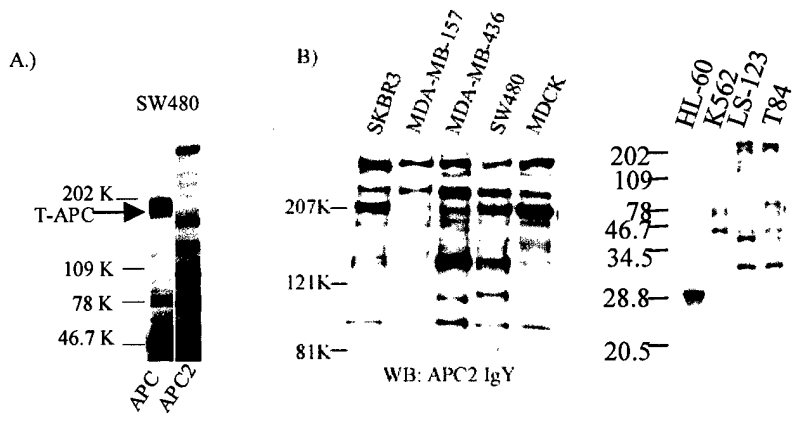 A.)
SW480
202 K
T-APC
109 K
78 K
46.7 K
APC
APC2
B)
SKBR3
MDA-MB-157
MDA-MB-436
SW480
MDCK
207K
121K
81K
WB: APC2 IgY
HL-60
K562
LS-123
T84
202
109
78
46.7
34.5
28.8
20.5